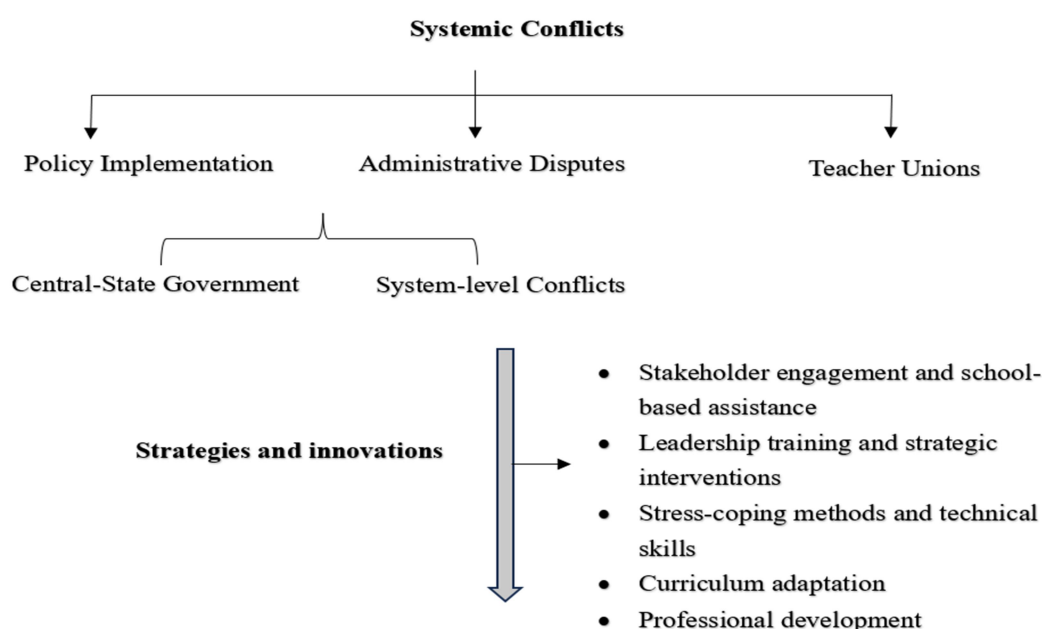 Systemic Conflicts
Policy Implementation
Administrative Disputes
Teacher Unions
Central-State Government
System-level Conflicts
Strategies and innovations
• Stakeholder engagement and school-
based assistance
• Leadership training and strategic
interventions
• Stress-coping methods and technical
skills
• Curriculum adaptation
• Professional development